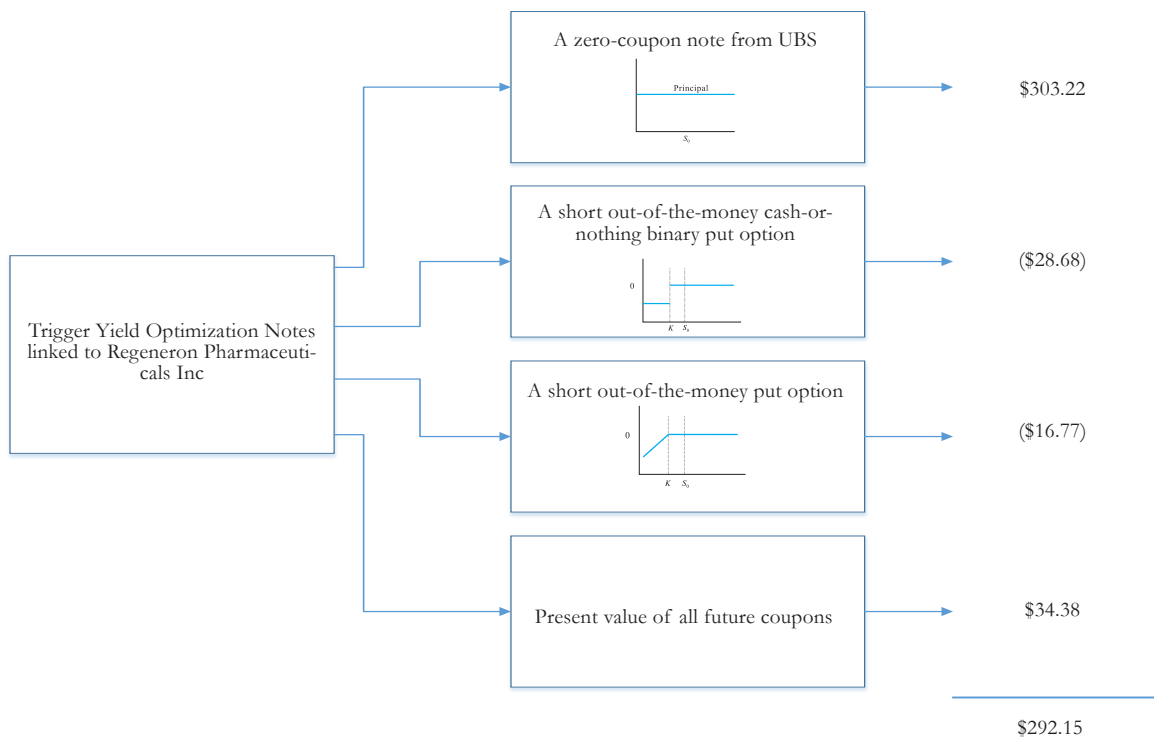 A zero-coupon note from UBS
Principal
S0
$303.22
A short out-of-the-money cash-or-
nothing binary put option
0
K S0
($28.68)
Trigger Yield Optimization Notes
linked to Regeneron Pharmaceuti-
cals Inc
A short out-of-the-money put option
0
K S0
($16.77)
Present value of all future coupons
$34.38
$292.15